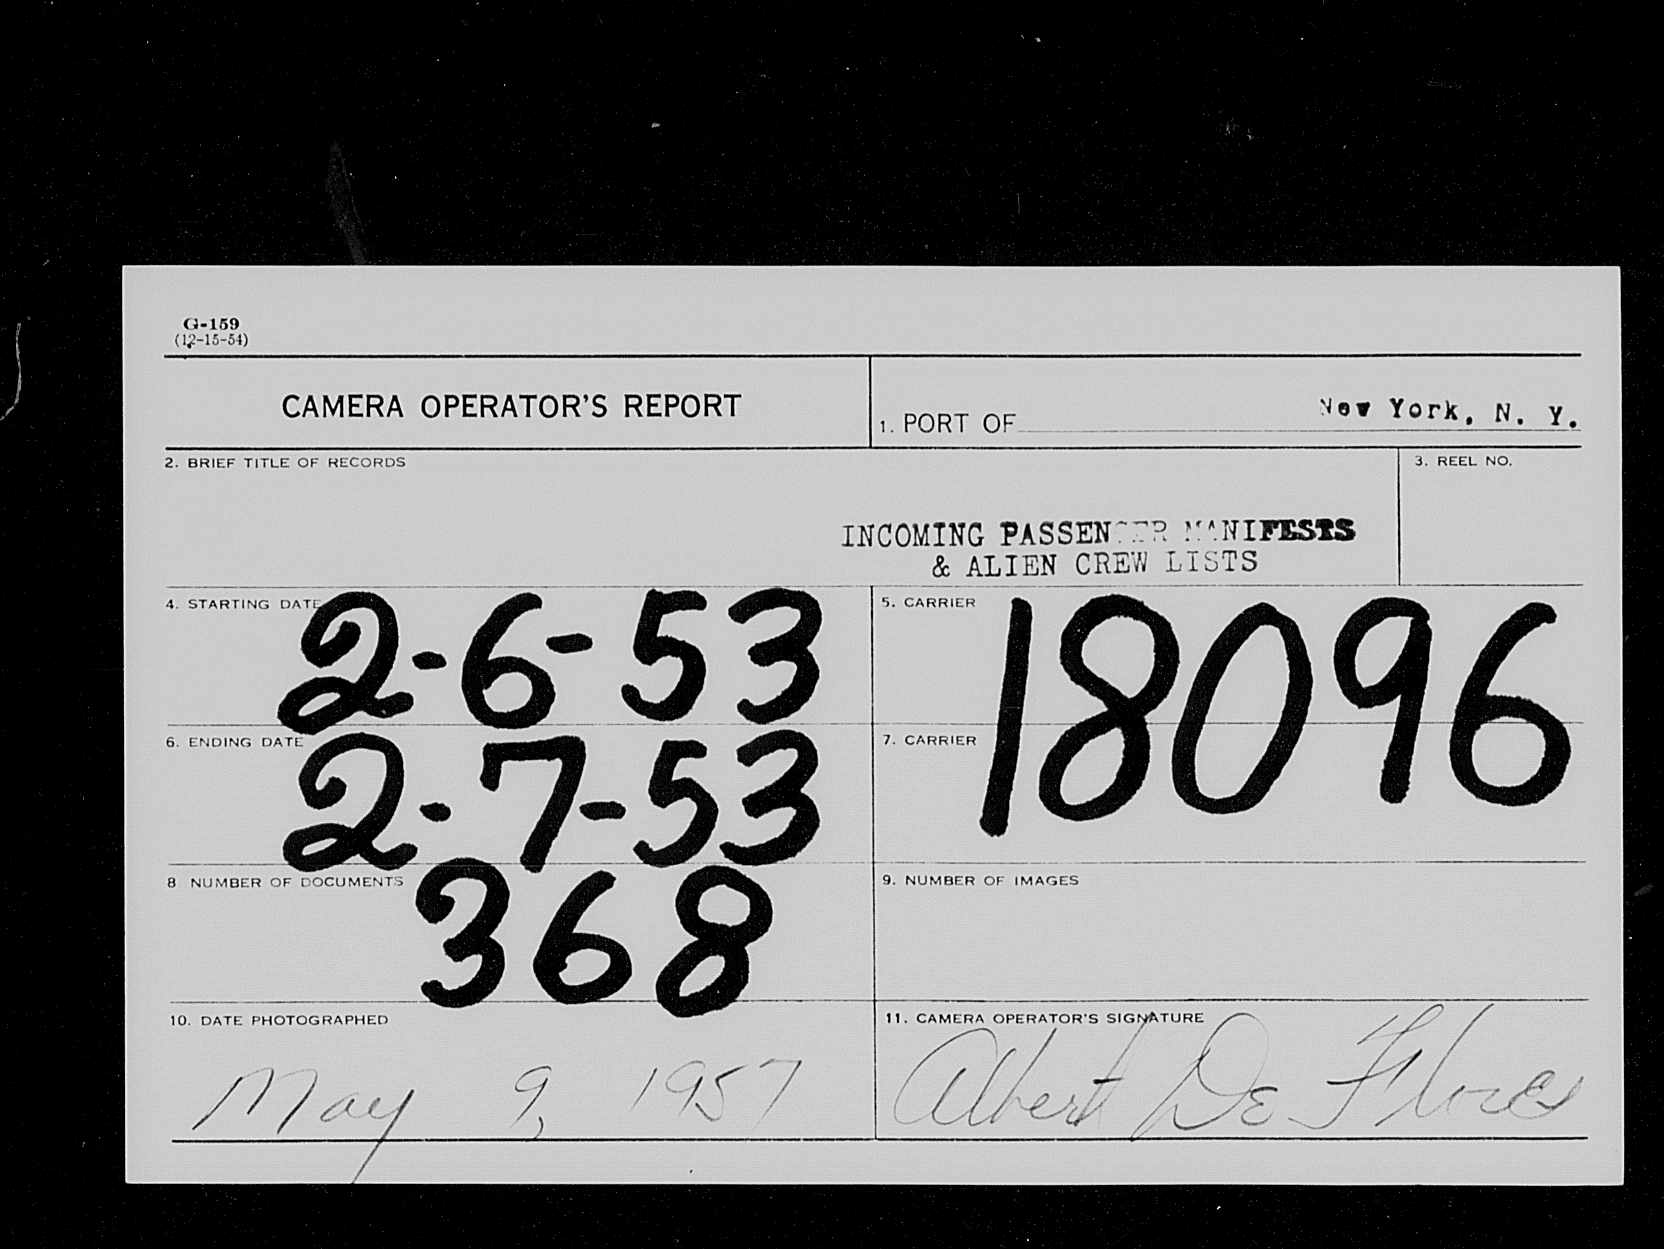 G-159
(12-15-54)
CAMERA OPERATOR'S REPORT
1. PORT OF New York, N. Y.
2. BRIEF TITLE OF RECORDS
3. REEL NO.
INCOMING PASSENGER MANIFESTS
& ALIEN CREW LISTS
4. STARTING DATE 2-6-53
5. CARRIER
18096
6. ENDING DATE 2-7-53
7. CARRIER
8 NUMBER OF DOCUMENTS 368
9. NUMBER OF IMAGES
10. DATE PHOTOGRAPHED
May 9, 1957
11. CAMERA OPERATOR'S SIGNATURE
Albert De Flores